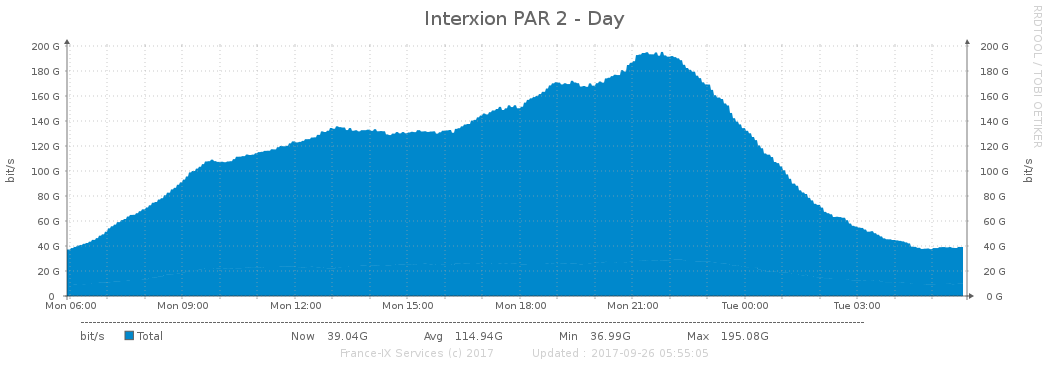 Interxion PAR 2 - Day
RRDTOOL / TOBI OETIKER
bit/s
200 G
180 G
160 G
140 G
120 G
100 G
80 G
60 G
40 G
20 G
0
200 G
180 G
160 G
140 G
120 G
100 G
80 G
60 G
40 G
20 G
0 G
bit/s
Mon 06:00 Mon 09:00 Mon 12:00 Mon 15:00 Mon 18:00 Mon 21:00 Tue 00:00 Tue 03:00
bit/s Total Now 39.04G Avg 114.94G Min 36.99G Max 195.08G
France-IX Services (c) 2017 Updated : 2017-09-26 05:55:05